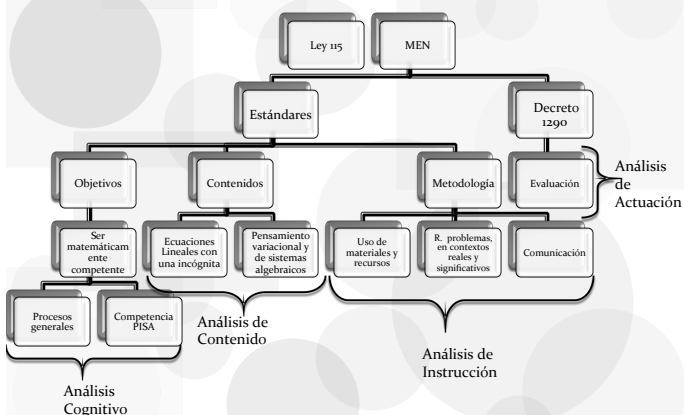 Ley 115
MEN
Estándares
Decreto
1290
Objetivos
Contenidos
Metodología
Evaluación
Análisis
de
Actuación
Ser
matemáticam
ente
competente
Ecuaciones
Lineales con
una incógnita
Pensamiento
variacional y
de sistemas
algebraicos
Uso de
materiales y
recursos
R. problemas,
en contextos
reales y
significativos
Comunicación
Procesos
generales
Competencia
PISA
Análisis de
Contenido
Análisis de
Instrucción
Análisis
Cognitivo